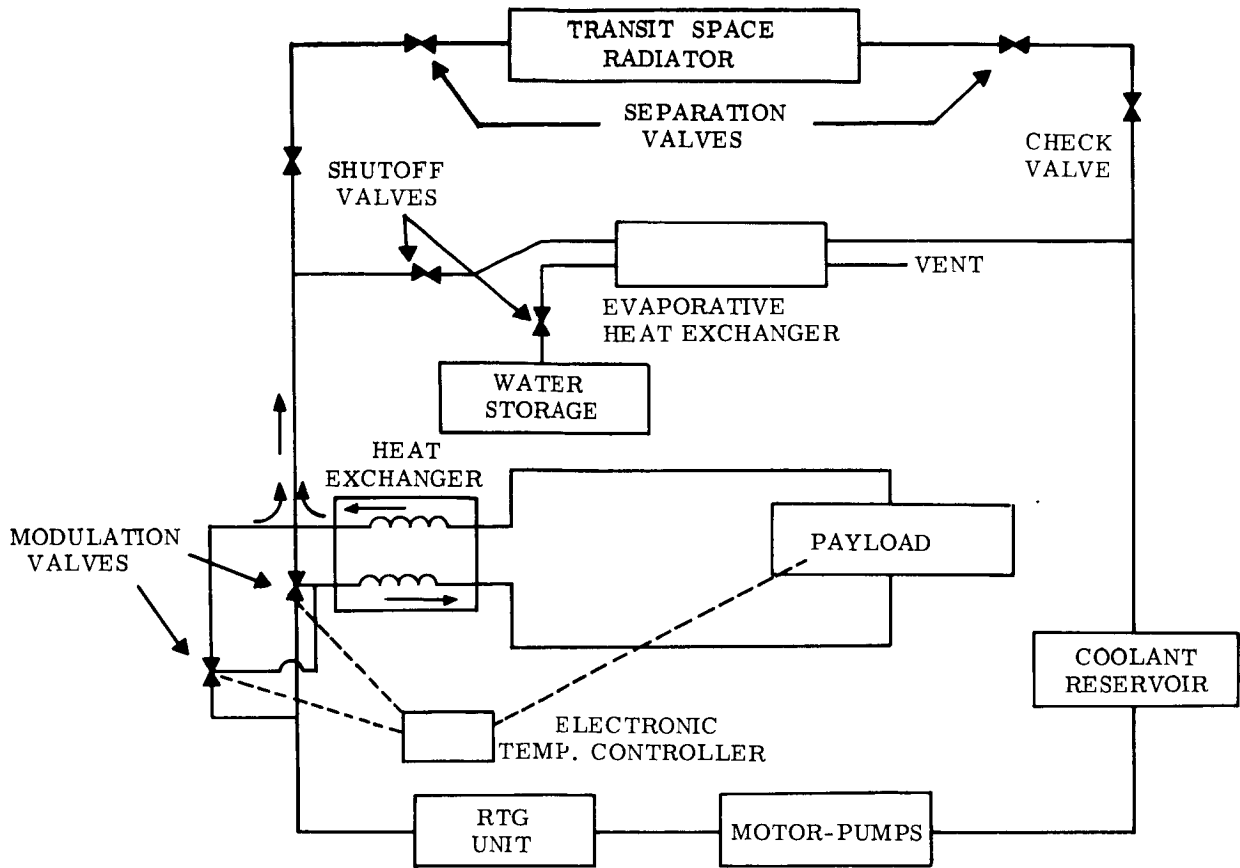 TRANSIT SPACE
RADIATOR
SEPARATION
VALVES
CHECK
VALVE
SHUTOFF
VALVES
VENT
EVAPORATIVE
HEAT EXCHANGER
WATER
STORAGE
HEAT
EXCHANGER
MODULATION
VALVES
PAYLOAD
COOLANT
RESERVOIR
ELECTRONIC
TEMP. CONTROLLER
RTG
UNIT
MOTOR-PUMPS